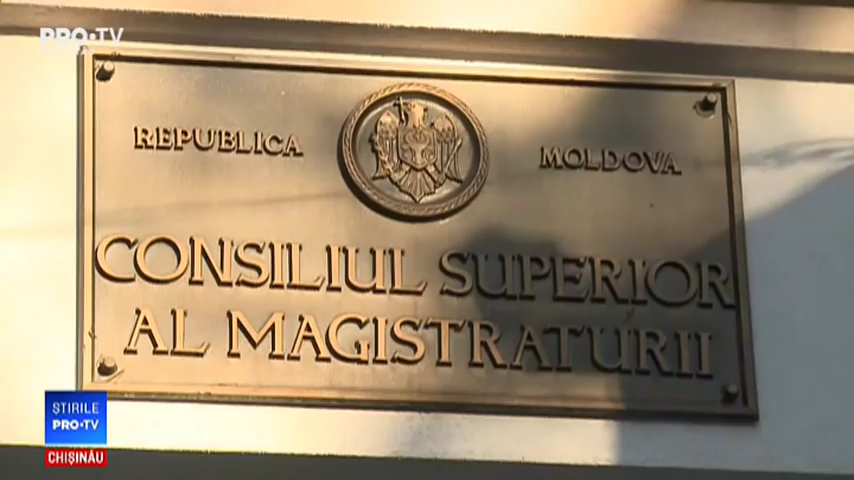 PRO•TV
REPUBLICA MOLDOVA
CONSILIUL SUPERIOR
AL MAGISTRATURII
ȘTIRILE
PRO•TV
CHIȘINĂU